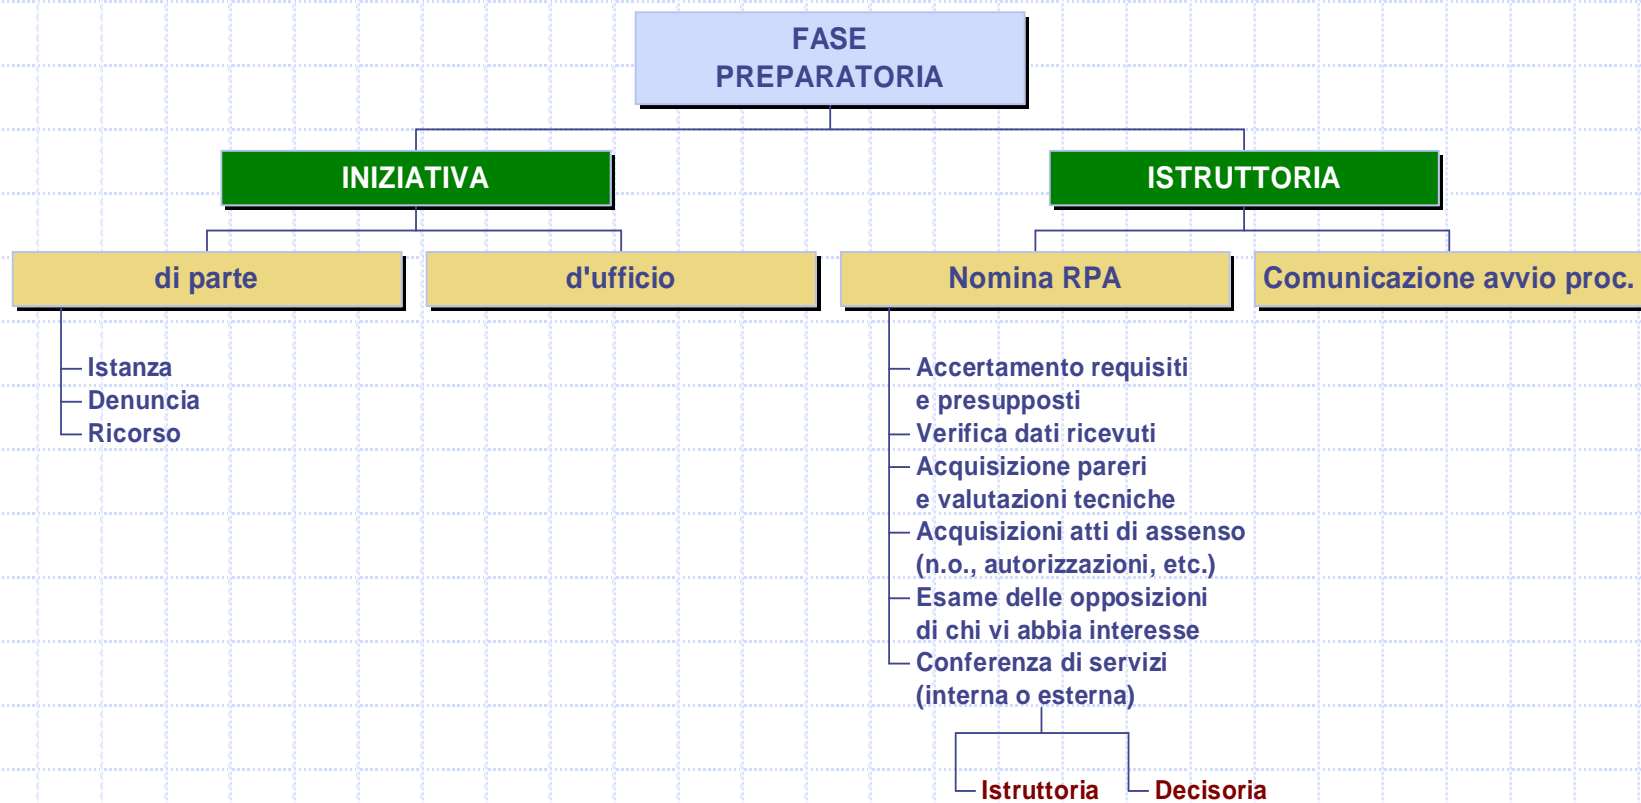 FASE
PREPARATORIA
INIZIATIVA
ISTRUTTORIA
di parte
d'ufficio
Nomina RPA
Comunicazione avvio proc.
Istanza
Denuncia
Ricorso
Accertamento requisiti
e presupposti
Verifica dati ricevuti
Acquisizione pareri
e valutazioni tecniche
Acquisizioni atti di assenso
(n.o., autorizzazioni, etc.)
Esame delle opposizioni
di chi vi abbia interesse
Conferenza di servizi
(interna o esterna)
Istruttoria
Decisoria